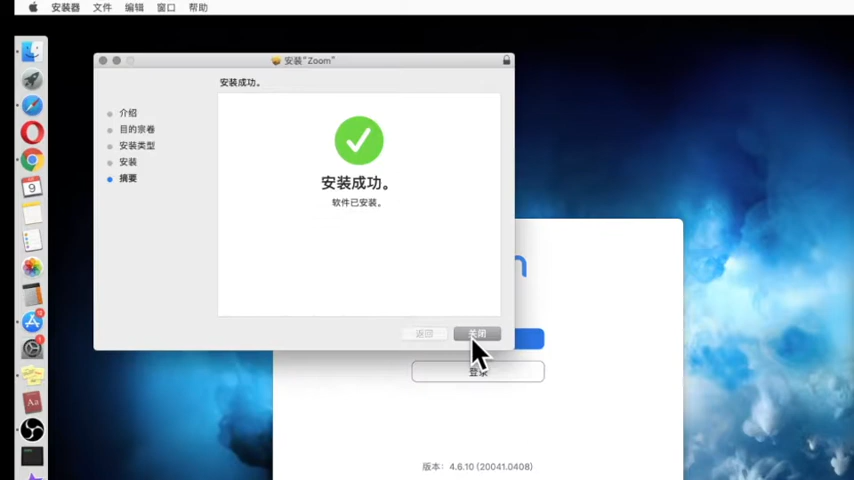 安装器 文件 编辑 窗口 帮助
安装“Zoom”
安装成功。
介绍
目的宗卷
安装类型
安装
摘要
安装成功。
软件已安装。
返回 关闭
登录
版本： 4.6.10 (20041.0408)
9
Aa